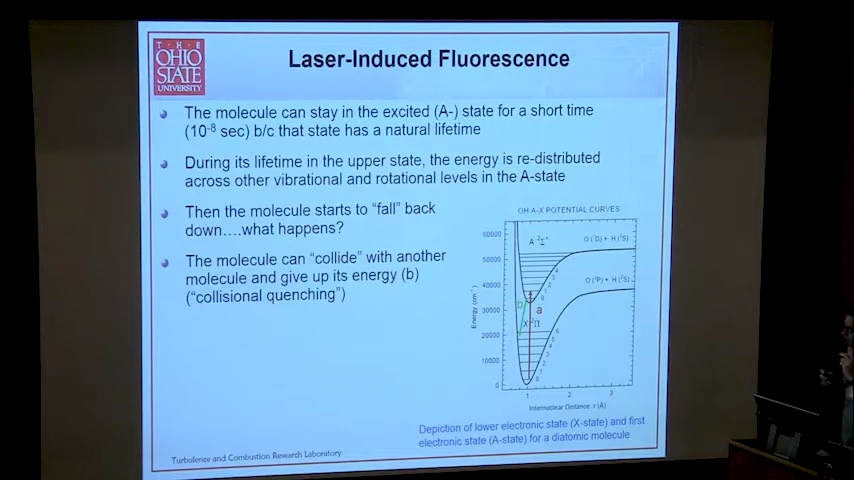 T · H · E
OHIO
STATE
UNIVERSITY
Laser-Induced Fluorescence
The molecule can stay in the excited (A-) state for a short time
(10⁻⁸ sec) b/c that state has a natural lifetime
During its lifetime in the upper state, the energy is re-distributed
across other vibrational and rotational levels in the A-state
Then the molecule starts to “fall” back
down….what happens?
The molecule can “collide” with another
molecule and give up its energy (b)
(“collisional quenching”)
OH A-X POTENTIAL CURVES
60000
50000
40000
30000
20000
10000
0
Energy (cm⁻¹)
A ²Σ⁺
O (¹D) + H (²S)
O (³P) + H (²S)
b
a
X ²Π
1
2
3
Internuclear Distance r (Å)
Depiction of lower electronic state (X-state) and first
electronic state (A-state) for a diatomic molecule
Turbulence and Combustion Research Laboratory